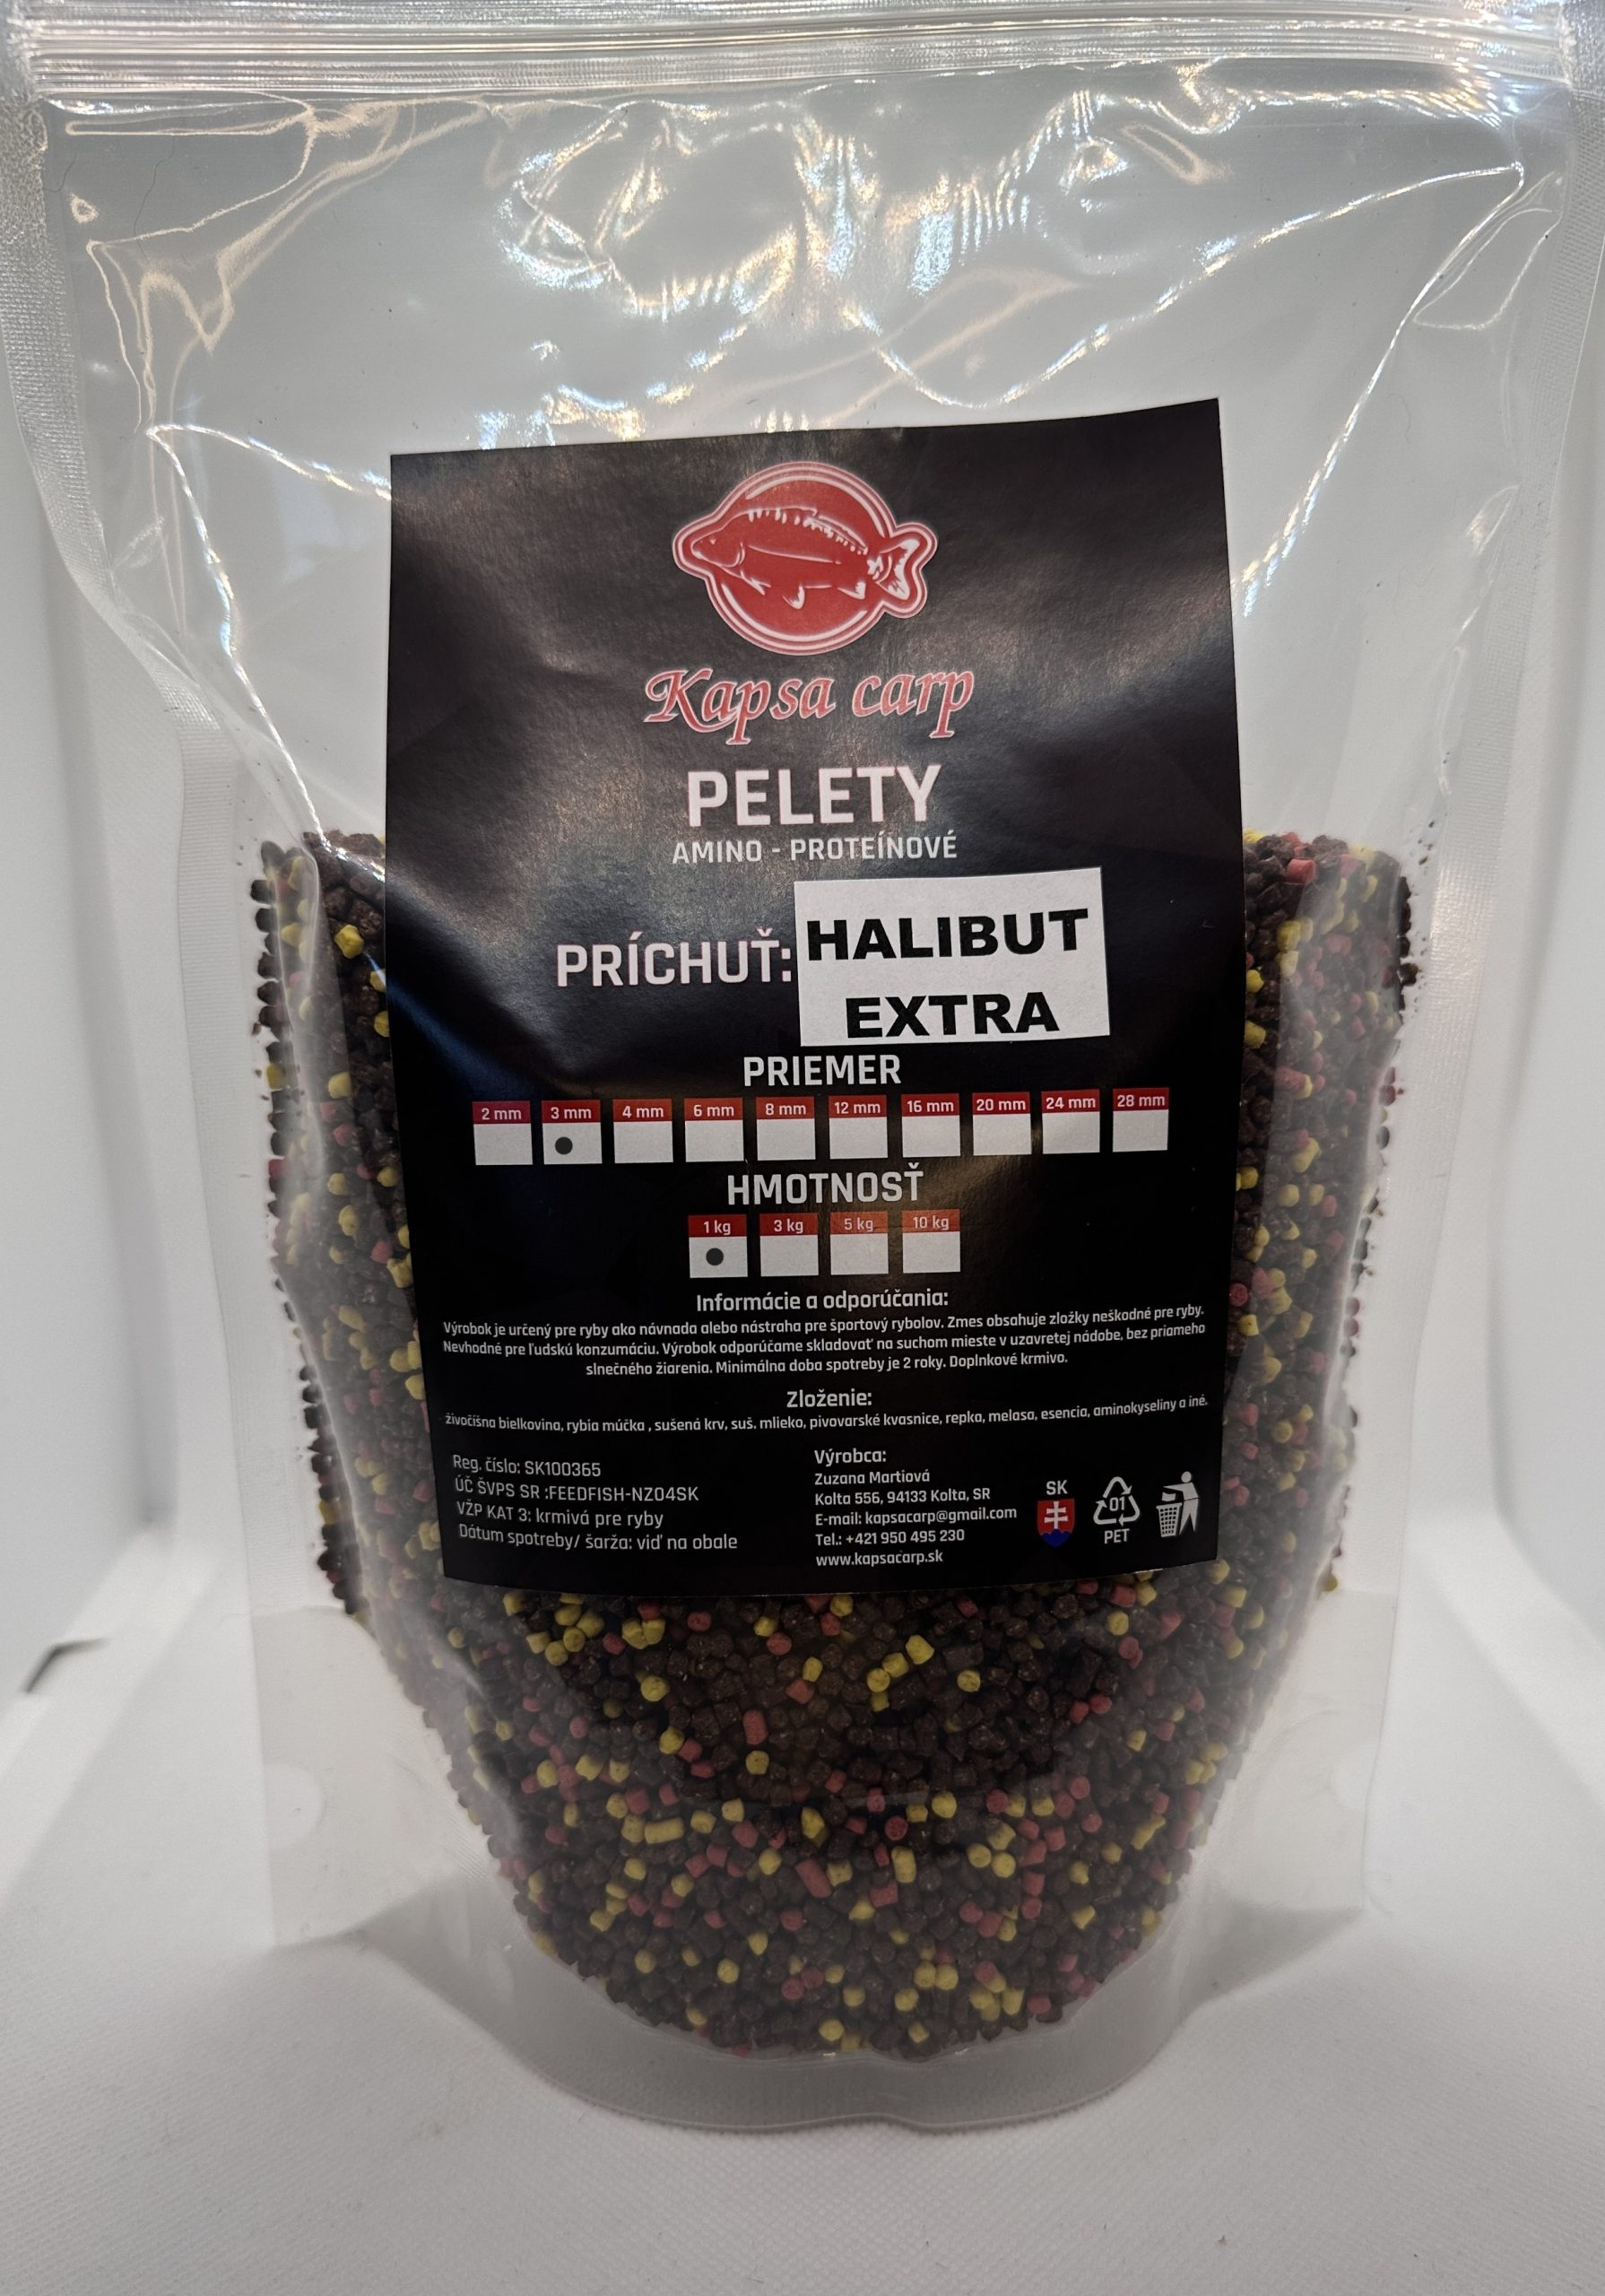 Kapsa carp
PELETY
AMINO - PROTEÍNOVÉ
PRÍCHUŤ:
HALIBUT
EXTRA
PRIEMER
2 mm 3 mm 4 mm 6 mm 8 mm 12 mm 16 mm 20 mm 24 mm 28 mm
HMOTNOSŤ
1 kg 3 kg 5 kg 10 kg
Informácie a odporúčania:
Výrobok je určený pre ryby ako návnada alebo nástraha pre športový rybolov. Zmes obsahuje zložky neškodné pre ryby.
Nevhodné pre ľudskú konzumáciu. Výrobok odporúčame skladovať na suchom mieste v uzavretej nádobe, bez priameho
slnečného žiarenia. Minimálna doba spotreby je 2 roky. Doplnkové krmivo.
Zloženie:
živočíšna bielkovina, rybia múčka , sušená krv, suš. mlieko, pivovarské kvasnice, repka, melasa, esencia, aminokyseliny a iné.
Reg. číslo: SK100365
ÚČ ŠVPS SR :FEEDFISH-NZ04SK
VŽP KAT 3: krmivá pre ryby
Dátum spotreby/ šarža: viď na obale
Výrobca:
Zuzana Martiová
Kolta 556, 94133 Kolta, SR
E-mail: kapsacarp@gmail.com
Tel.: +421 950 495 230
www.kapsacarp.sk
SK
01
PET